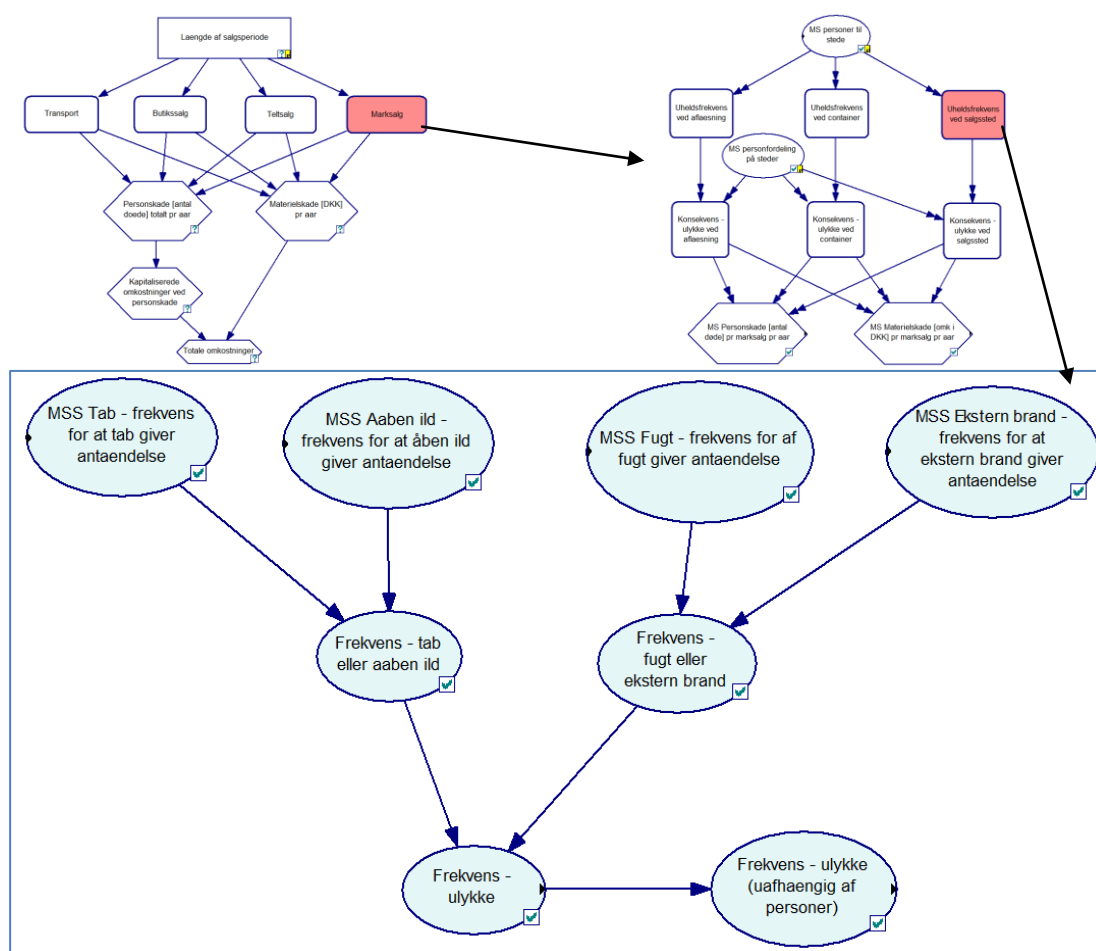 Laengde af salgsperiode
Transport
Butikssalg
Teltsalg
Marksalg
Personskade [antal
doede] totalt pr aar
Materielskade [DKK]
pr aar
Kapitaliserede
omkostninger ved
personskade
Totale omkostninger
MS personer til
stede
Uheldsfrekvens
ved aflaesning
Uheldsfrekvens
ved container
Uheldsfrekvens
ved salgssted
MS personfordeling
på steder
Konsekvens -
ulykke ved
aflaesning
Konsekvens -
ulykke ved
container
Konsekvens -
ulykke ved
salgssted
MS Personskade [antal
døde] pr marksalg pr aar
MS Materielskade [omk i
DKK] pr marksalg pr aar
MSS Tab - frekvens
for at tab giver
antaendelse
MSS Aaben ild -
frekvens for at åben ild
giver antaendelse
MSS Fugt - frekvens for af
fugt giver antaendelse
MSS Ekstern brand -
frekvens for at
ekstern brand giver
antaendelse
Frekvens - tab
eller aaben ild
Frekvens -
fugt eller
ekstern brand
Frekvens -
ulykke
Frekvens - ulykke
(uafhaengig af
personer)